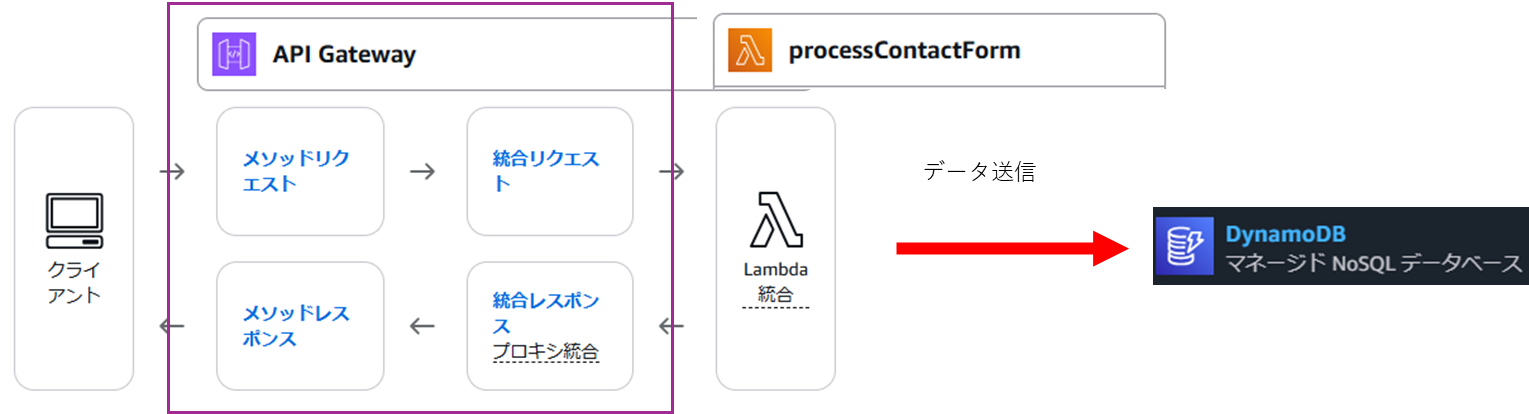 API Gateway
processContactForm
メソッドリク
エスト
統合リクエス
ト
データ送信
クライ
アント
Lambda
統合
DynamoDB
マネージド NoSQL データベース
メソッドレス
ポンス
統合レスポン
ス
プロキシ統合